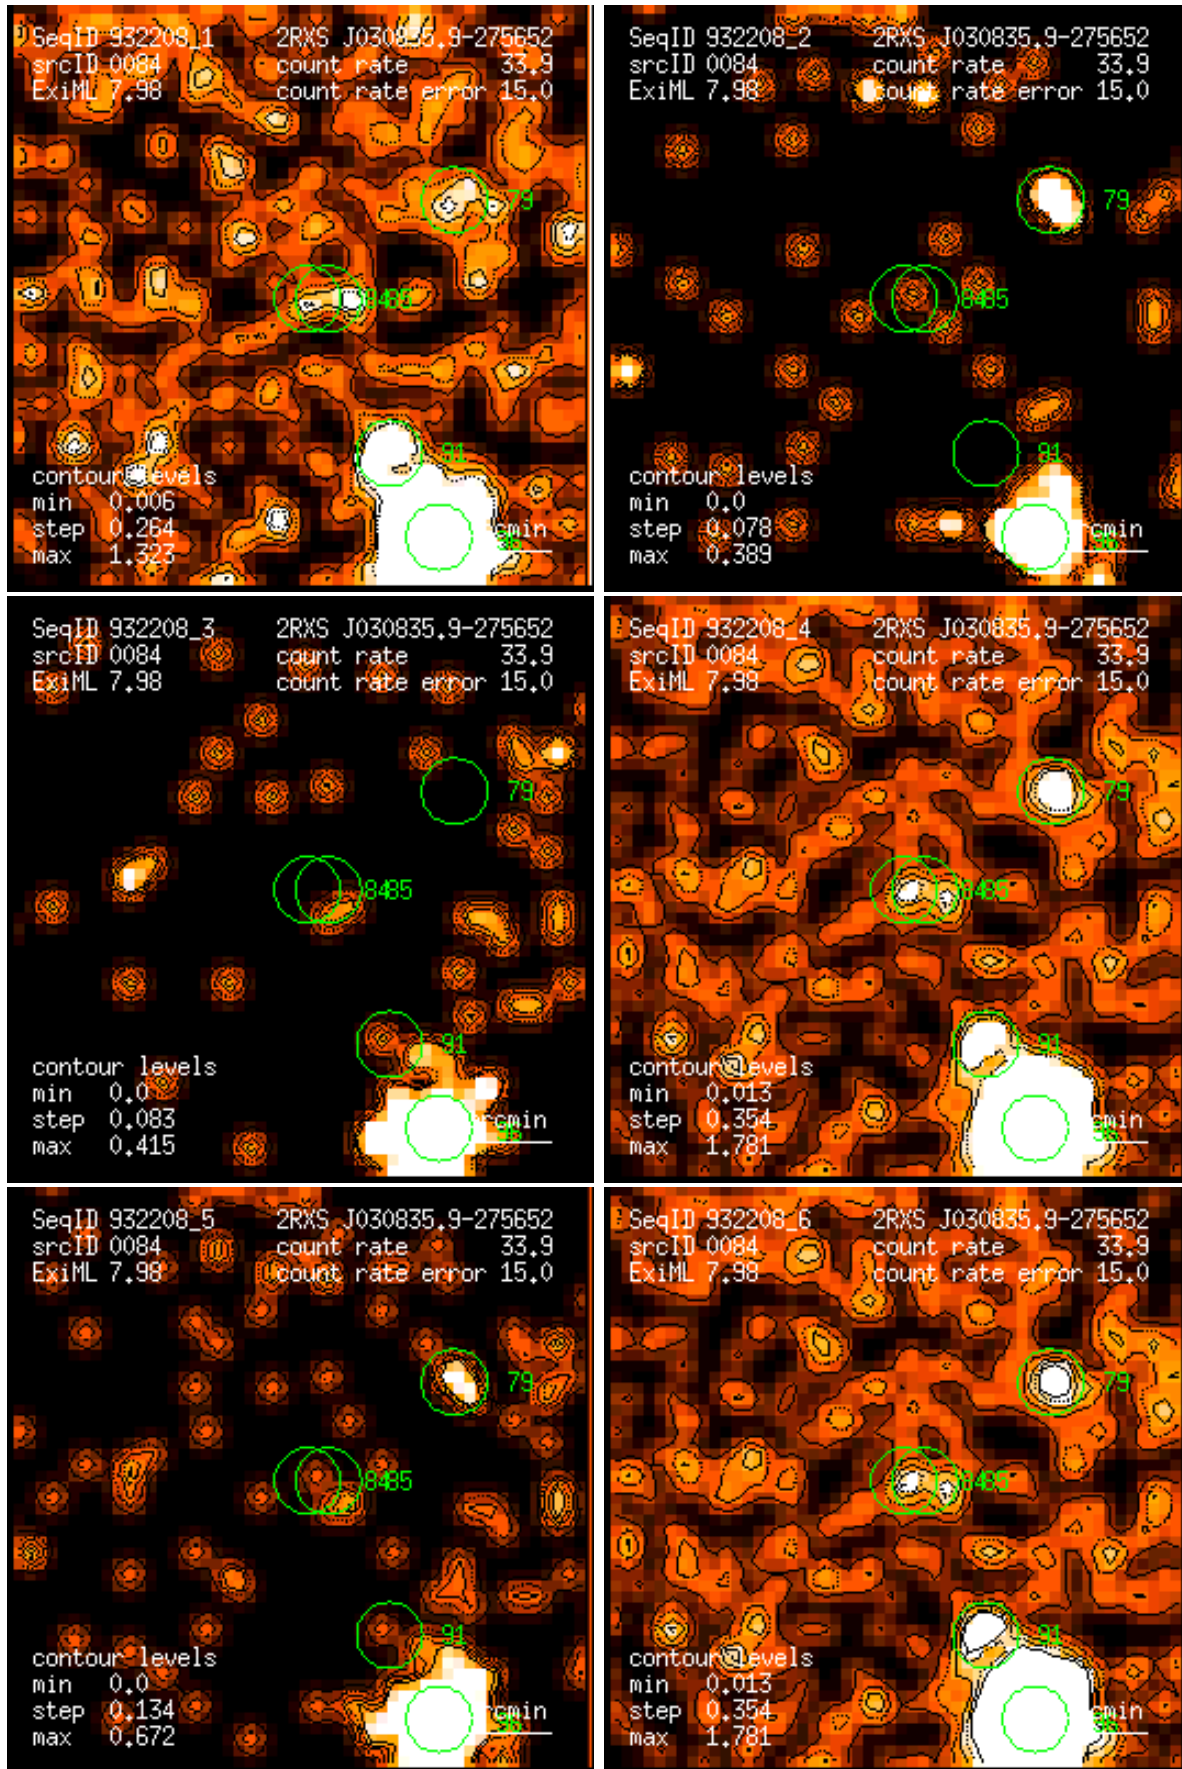 SeqID 932208_1 2RXS J030835.9-275652
srcID 0084 count rate 33.9
ExiML 7.98 count rate error 15.0
79
8485
91
contour levels
min 0.006
step 0.264 rcmin
max 1.323
SeqID 932208_2 2RXS J030835.9-275652
srcID 0084 count rate 33.9
ExiML 7.98 count rate error 15.0
79
8485
91
contour levels
min 0.0
step 0.078 rcmin
max 0.389
SeqID 932208_3 2RXS J030835.9-275652
srcID 0084 count rate 33.9
ExiML 7.98 count rate error 15.0
79
8485
91
contour levels
min 0.0
step 0.083 rcmin
max 0.415
SeqID 932208_4 2RXS J030835.9-275652
srcID 0084 count rate 33.9
ExiML 7.98 count rate error 15.0
79
8485
91
contour levels
min 0.013
step 0.354 rcmin
max 1.781
SeqID 932208_5 2RXS J030835.9-275652
srcID 0084 count rate 33.9
ExiML 7.98 count rate error 15.0
79
8485
91
contour levels
min 0.0
step 0.134 rcmin
max 0.672
SeqID 932208_6 2RXS J030835.9-275652
srcID 0084 count rate 33.9
ExiML 7.98 count rate error 15.0
79
8485
91
contour levels
min 0.013
step 0.354 rcmin
max 1.781